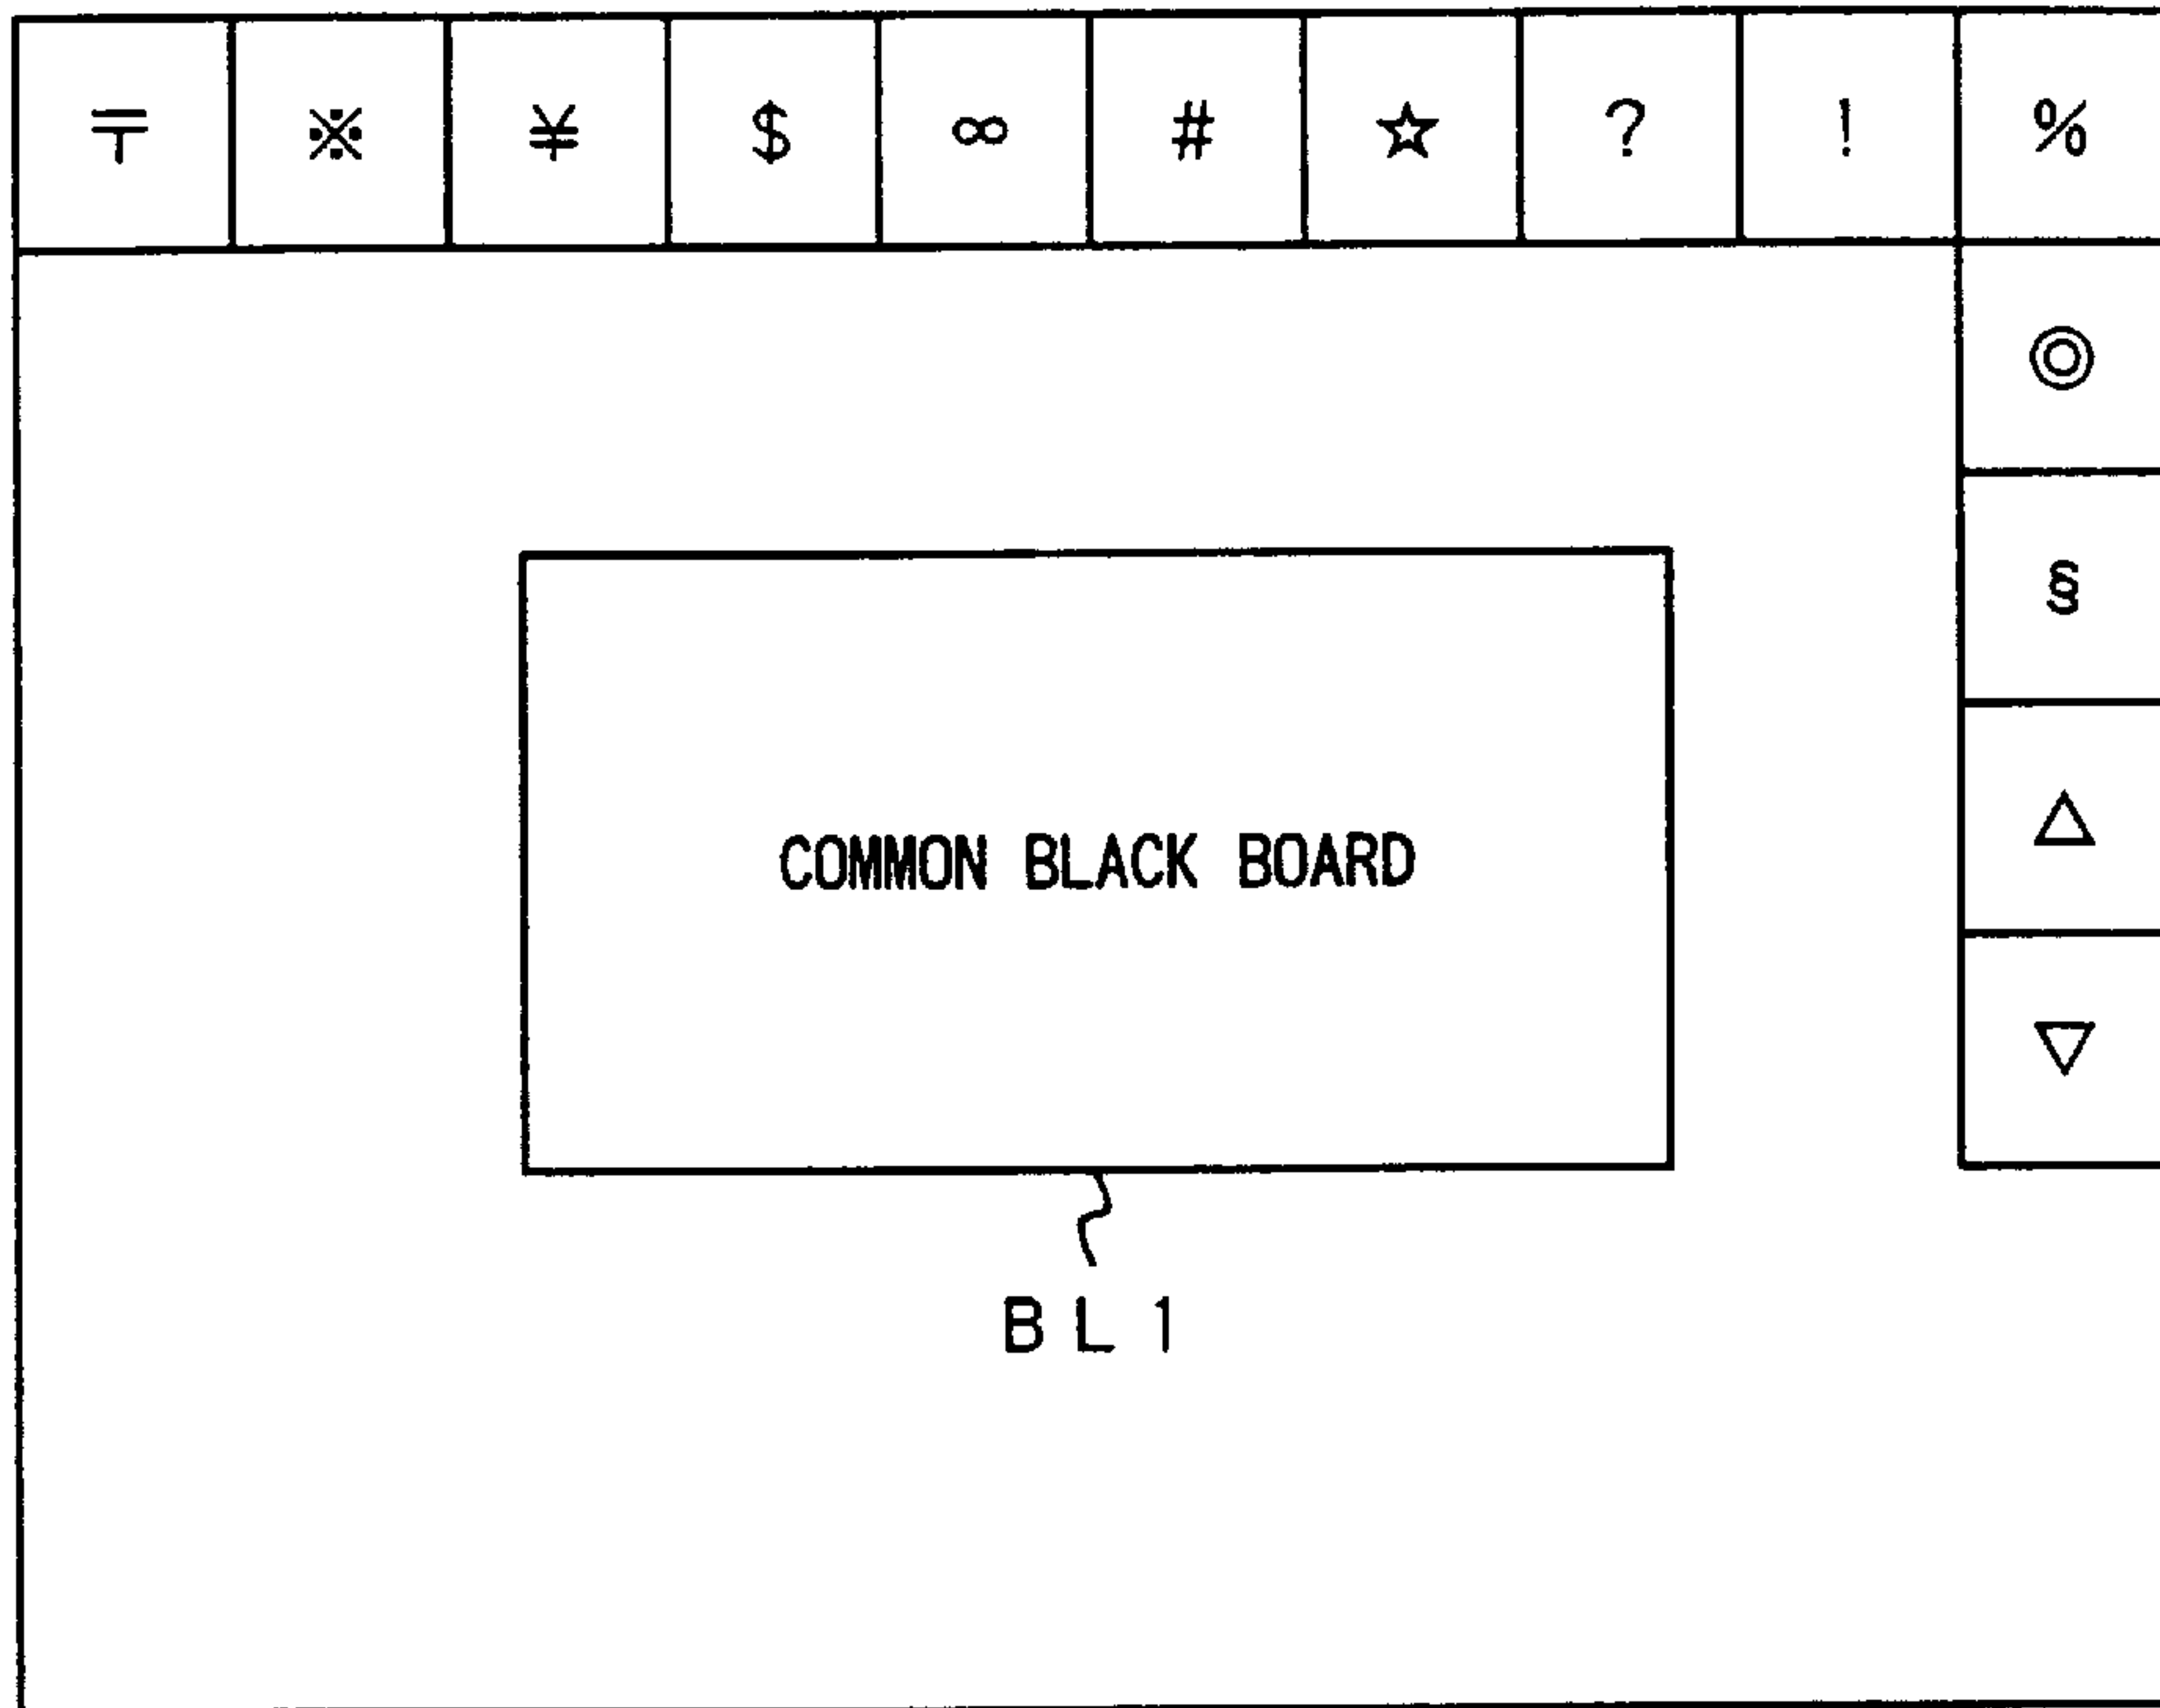 〒 ※ ¥ $ ∞ # ☆ ? ! %
◎
§
△
COMMON BLACK BOARD
▽
BL1